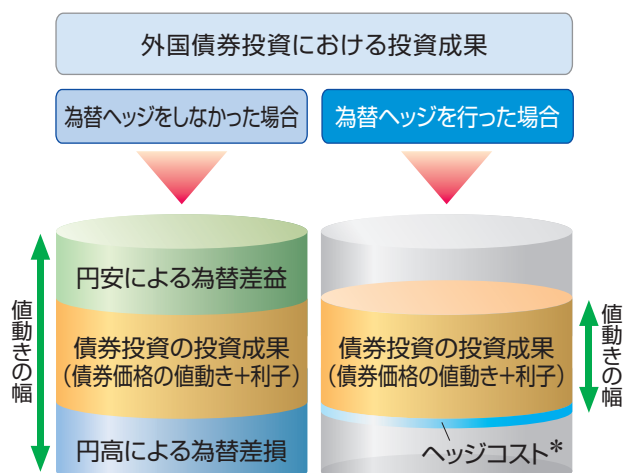 外国債券投資における投資成果
為替ヘッジをしなかった場合
為替ヘッジを行った場合
値動きの幅
円安による為替差益
債券投資の投資成果
（債券価格の値動き+利子）
円高による為替差損
債券投資の投資成果
（債券価格の値動き+利子）
ヘッジコスト*
値動きの幅